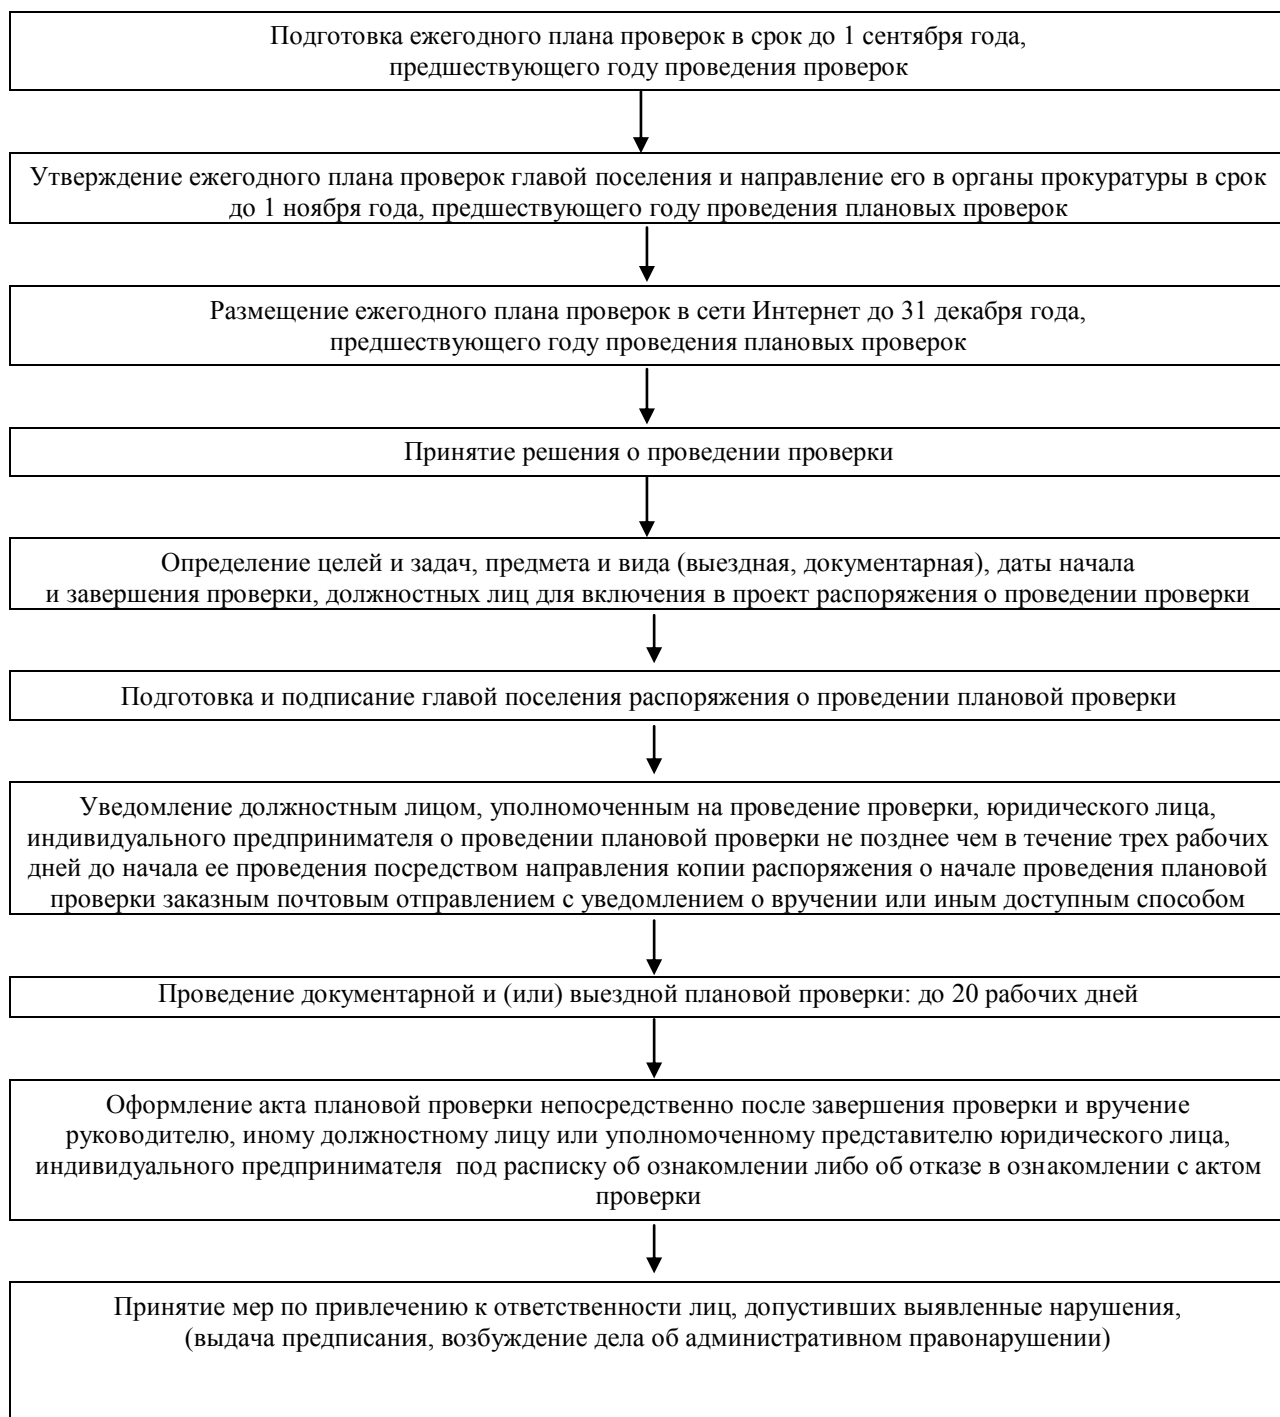 Подготовка ежегодного плана проверок в срок до 1 сентября года,
предшествующего году проведения проверок
Утверждение ежегодного плана проверок главой поселения и направление его в органы прокуратуры в срок
до 1 ноября года, предшествующего году проведения плановых проверок
Размещение ежегодного плана проверок в сети Интернет до 31 декабря года,
предшествующего году проведения плановых проверок
Принятие решения о проведении проверки
Определение целей и задач, предмета и вида (выездная, документарная), даты начала
и завершения проверки, должностных лиц для включения в проект распоряжения о проведении проверки
Подготовка и подписание главой поселения распоряжения о проведении плановой проверки
Уведомление должностным лицом, уполномоченным на проведение проверки, юридического лица,
индивидуального предпринимателя о проведении плановой проверки не позднее чем в течение трех рабочих
дней до начала ее проведения посредством направления копии распоряжения о начале проведения плановой
проверки заказным почтовым отправлением с уведомлением о вручении или иным доступным способом
Проведение документарной и (или) выездной плановой проверки: до 20 рабочих дней
Оформление акта плановой проверки непосредственно после завершения проверки и вручение
руководителю, иному должностному лицу или уполномоченному представителю юридического лица,
индивидуального предпринимателя  под расписку об ознакомлении либо об отказе в ознакомлении с актом
проверки
Принятие мер по привлечению к ответственности лиц, допустивших выявленные нарушения,
(выдача предписания, возбуждение дела об административном правонарушении)